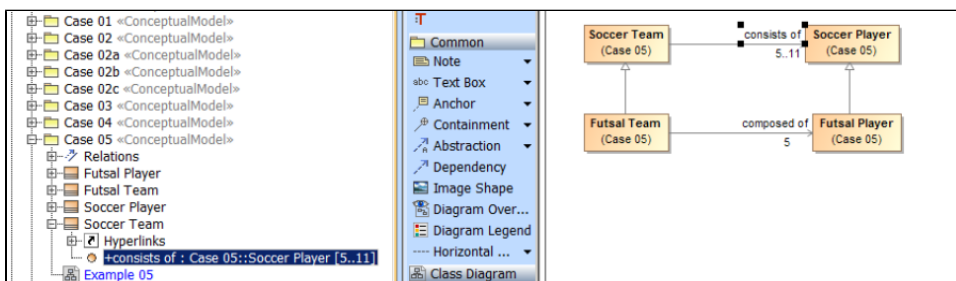 Case 01 «ConceptualModel»
Case 02 «ConceptualModel»
Case 02a «ConceptualModel»
Case 02b «ConceptualModel»
Case 02c «ConceptualModel»
Case 03 «ConceptualModel»
Case 04 «ConceptualModel»
Case 05 «ConceptualModel»
Relations
Futsal Player
Futsal Team
Soccer Player
Soccer Team
Hyperlinks
+consists of : Case 05::Soccer Player [5..11]
Example 05
Common
Note
abc Text Box
Anchor
Containment
Abstraction
Dependency
Image Shape
Diagram Over...
Diagram Legend
Horizontal ...
Class Diagram
Soccer Team
(Case 05)
consists of
5..11
Soccer Player
(Case 05)
Futsal Team
(Case 05)
composed of
5
Futsal Player
(Case 05)